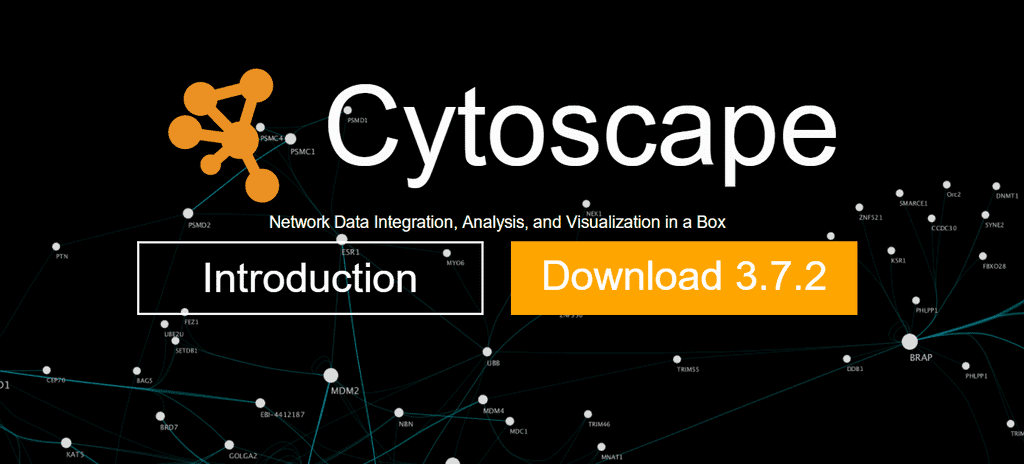 Cytoscape
Network Data Integration, Analysis, and Visualization in a Box
Introduction
Download 3.7.2
PSMD1
PSMC4
PSMC1
PSMD2
NEK1
ZNF521
SMARCE1
Orc2
DNMT1
CCDC30
SYNE2
PTN
ESR1
MYO6
KSR1
FBXO28
FEZ1
UBE2U
SETDB1
PHLPP1
UBB
TRIM55
DDB1
BRAP
PHLPP1
CEP70
BAG5
MDM2
EBI-4412187
MDM4
NBN
MDC1
TRIM46
BRD7
KAT5
GOLGA2
MNAT1